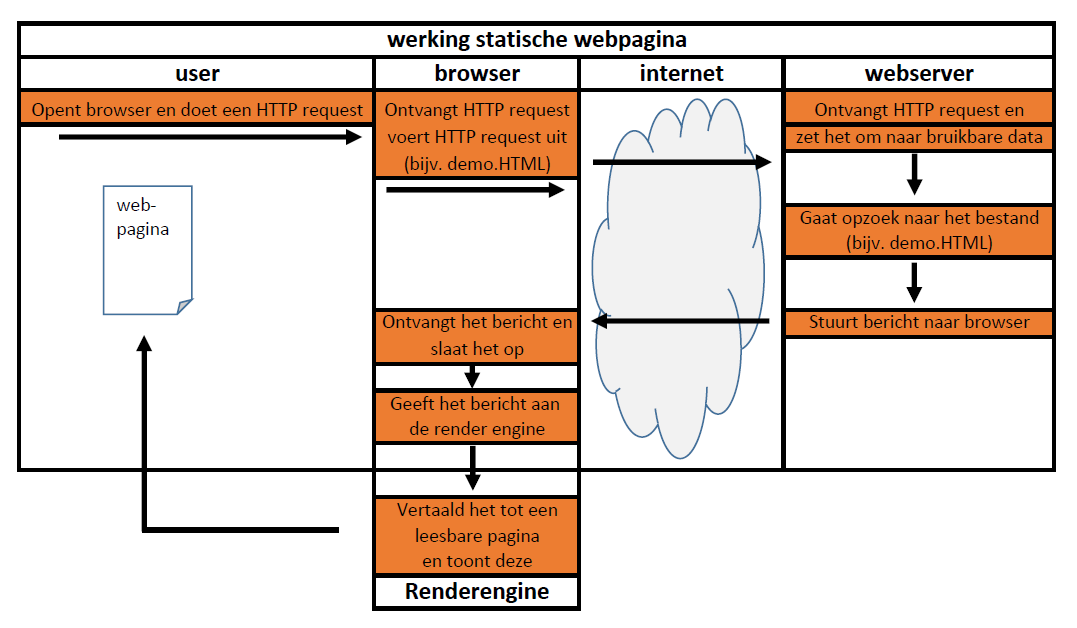 werking statische webpagina
user
browser
internet
webserver
Opent browser en doet een HTTP request
Ontvangt HTTP request
voert HTTP request uit
(bijv. demo.HTML)
Ontvangt HTTP request en
zet het om naar bruikbare data
web-
pagina
Gaat opzoek naar het bestand
(bijv. demo.HTML)
Stuurt bericht naar browser
Ontvangt het bericht en
slaat het op
Geeft het bericht aan
de render engine
Vertaald het tot een
leesbare pagina
en toont deze
Renderengine